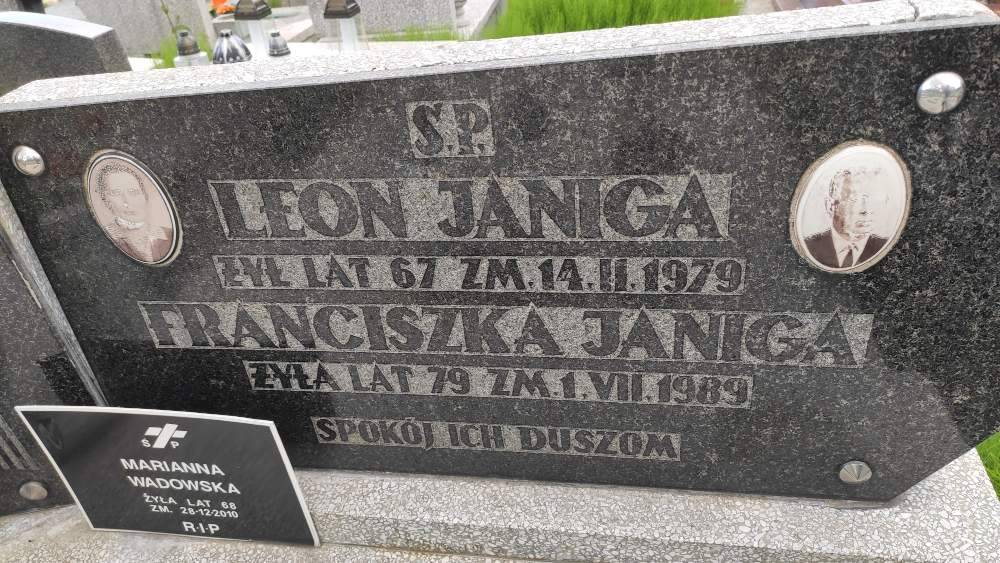 Ś.P.
LEON JANIGA
ŻYŁ LAT 67 ZM.14.II.1979
FRANCISZKA JANIGA
ŻYŁA LAT 79 ZM.1.VII.1989
SPOKÓJ ICH DUSZOM
Ś P
MARIANNA
WADOWSKA
ŻYŁA LAT 68
ZM. 28-12-2010
R.I.P